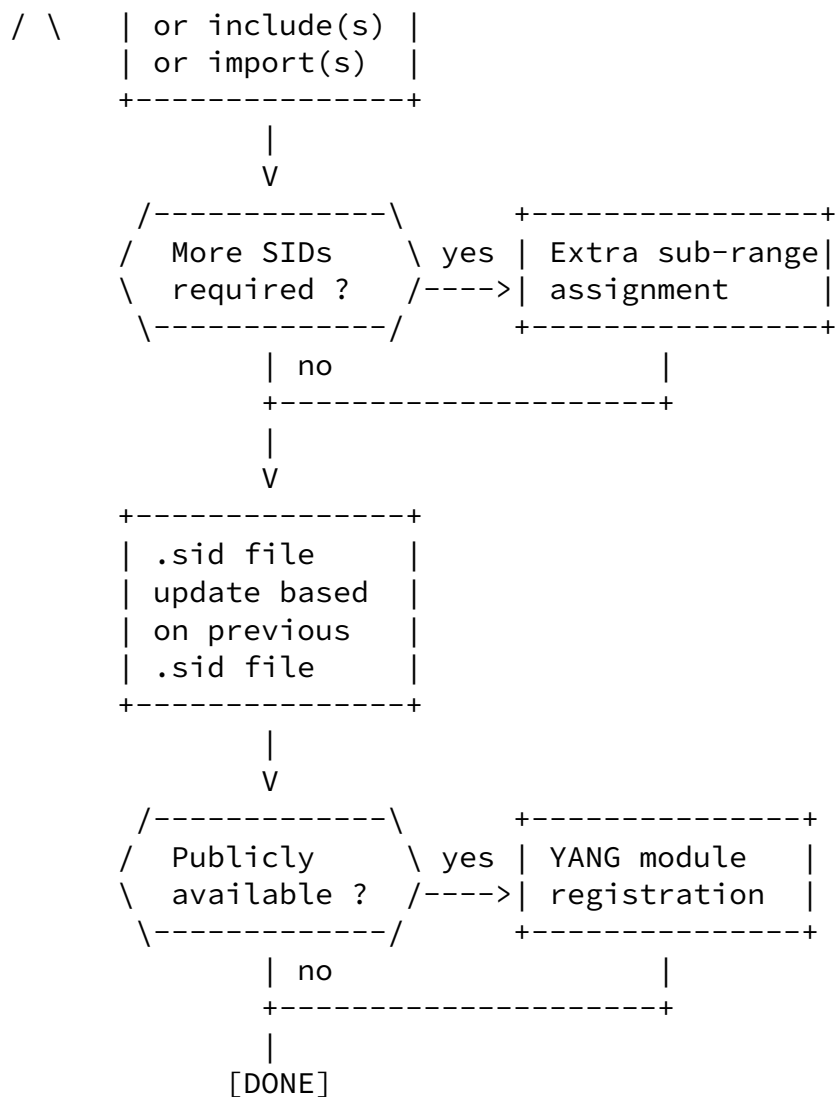 / \ | or include(s) |
| or import(s) |
+---------------+
|
V
/-------------\ +----------------+
/ More SIDs \ yes | Extra sub-range|
\ required ? /---->| assignment |
\-------------/ +----------------+
| no |
+---------------------+
|
V
+---------------+
| .sid file |
| update based |
| on previous |
| .sid file |
+---------------+
|
V
/-------------\ +---------------+
/ Publicly \ yes | YANG module |
\ available ? /---->| registration |
\-------------/ +---------------+
| no |
+---------------------+
|
[DONE]